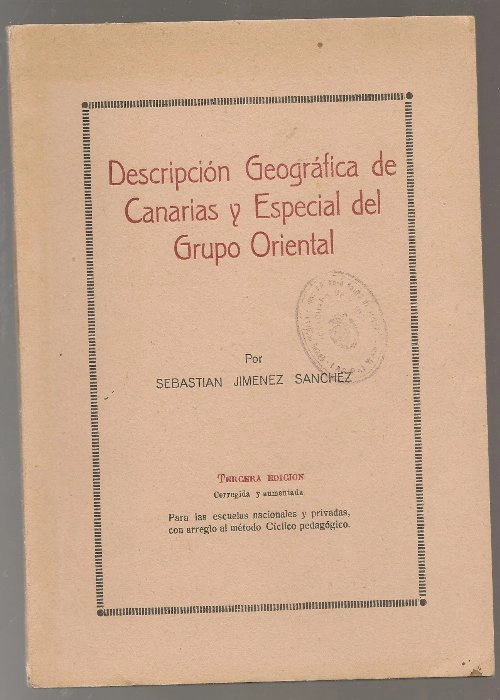 Descripción Geográfica de
Canarias y Especial del
Grupo Oriental
Por
SEBASTIAN JIMENEZ SANCHEZ
TERCERA EDICION
Corregida y aumentada
Para las escuelas nacionales y privadas,
con arreglo al método Cíclico pedagógico.